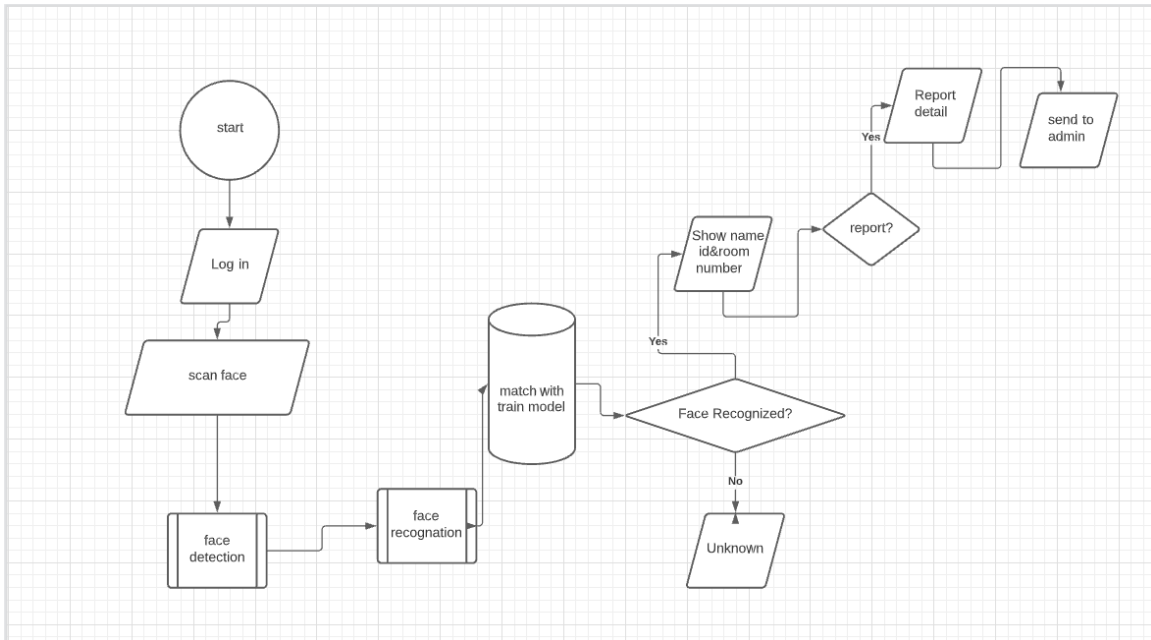 start
Log in
scan face
face
detection
face
recognation
match with
train model
Face Recognized?
Yes
Show name
id&room
number
report?
Yes
Report
detail
send to
admin
No
Unknown